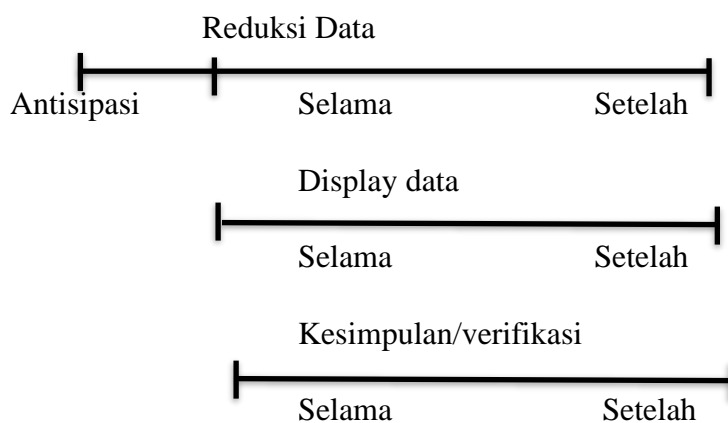 Reduksi Data
Antisipasi Selama Setelah
Display data
Selama Setelah
Kesimpulan/verifikasi
Selama Setelah